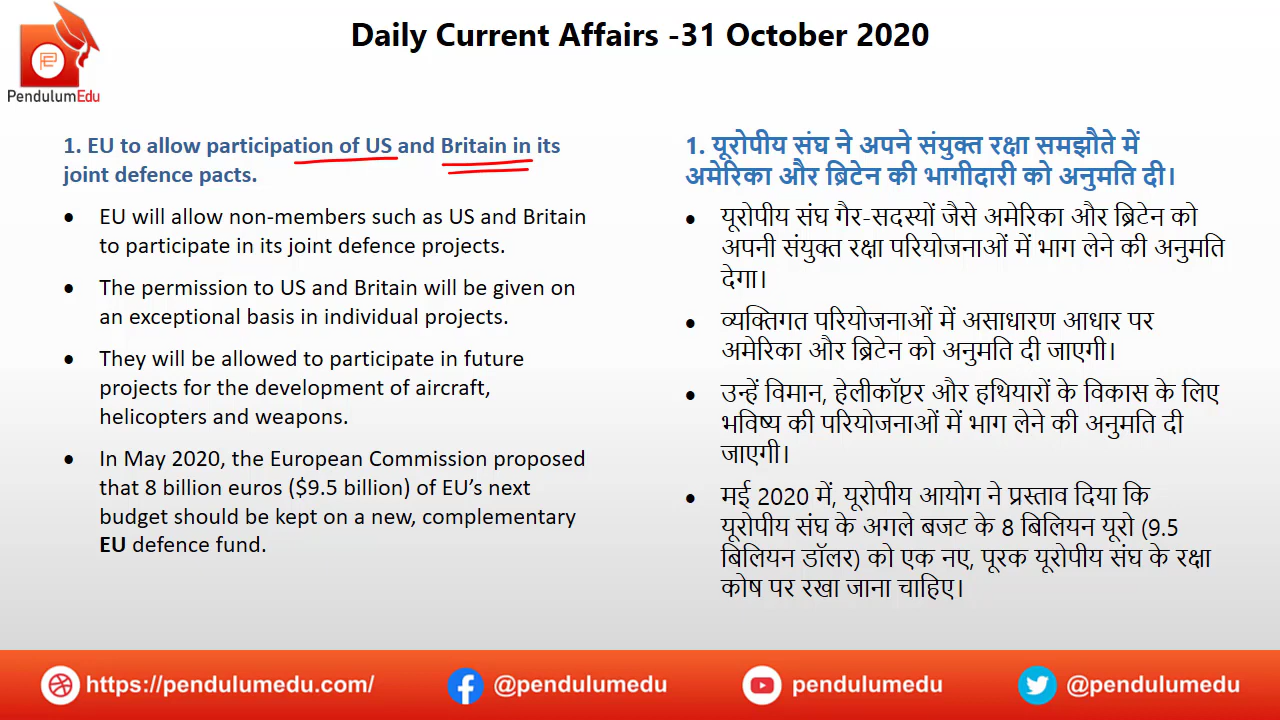 Daily Current Affairs -31 October 2020
PendulumEdu
1. EU to allow participation of US and Britain in its
joint defence pacts.
• EU will allow non-members such as US and Britain
to participate in its joint defence projects.
• The permission to US and Britain will be given on
an exceptional basis in individual projects.
• They will be allowed to participate in future
projects for the development of aircraft,
helicopters and weapons.
• In May 2020, the European Commission proposed
that 8 billion euros ($9.5 billion) of EU’s next
budget should be kept on a new, complementary
EU defence fund.
1. यूरोपीय संघ ने अपने संयुक्त रक्षा समझौते में
अमेरिका और ब्रिटेन की भागीदारी को अनुमति दी।
• यूरोपीय संघ गैर-सदस्यों जैसे अमेरिका और ब्रिटेन को
अपनी संयुक्त रक्षा परियोजनाओं में भाग लेने की अनुमति
देगा।
• व्यक्तिगत परियोजनाओं में असाधारण आधार पर
अमेरिका और ब्रिटेन को अनुमति दी जाएगी।
• उन्हें विमान, हेलीकॉप्टर और हथियारों के विकास के लिए
भविष्य की परियोजनाओं में भाग लेने की अनुमति दी
जाएगी।
• मई 2020 में, यूरोपीय आयोग ने प्रस्ताव दिया कि
यूरोपीय संघ के अगले बजट के 8 बिलियन यूरो (9.5
बिलियन डॉलर) को एक नए, पूरक यूरोपीय संघ के रक्षा
कोष पर रखा जाना चाहिए।
https://pendulumedu.com/
@pendulumedu
pendulumedu
@pendulumedu